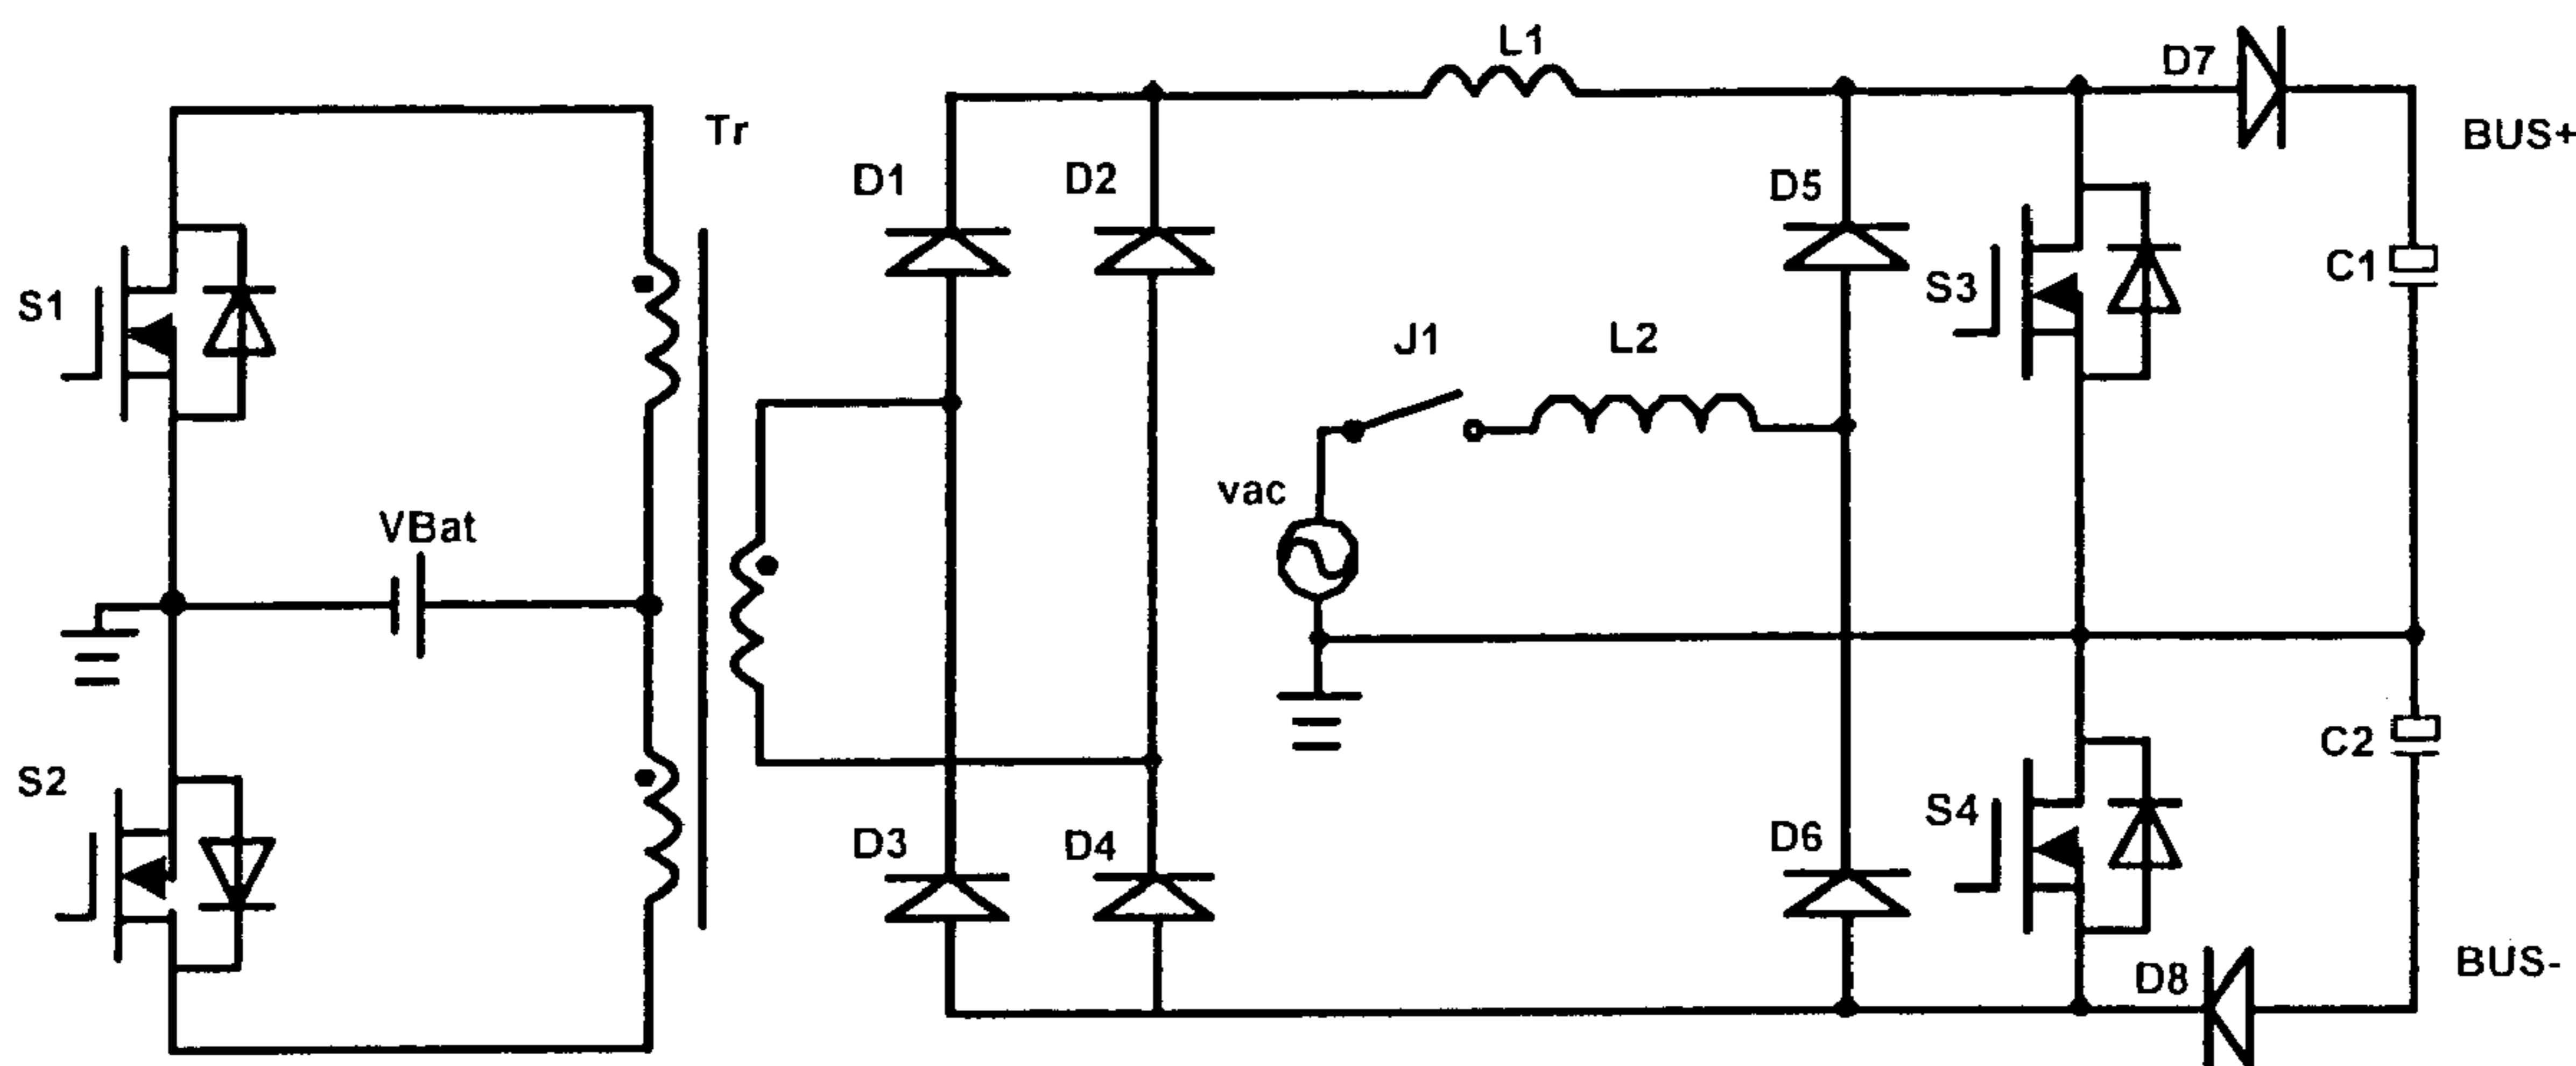 L1
D7
BUS+
Tr
D1
D2
D5
S1
S3
C1
J1
L2
vac
VBat
S2
D3
D4
D6
S4
C2
D8
BUS-